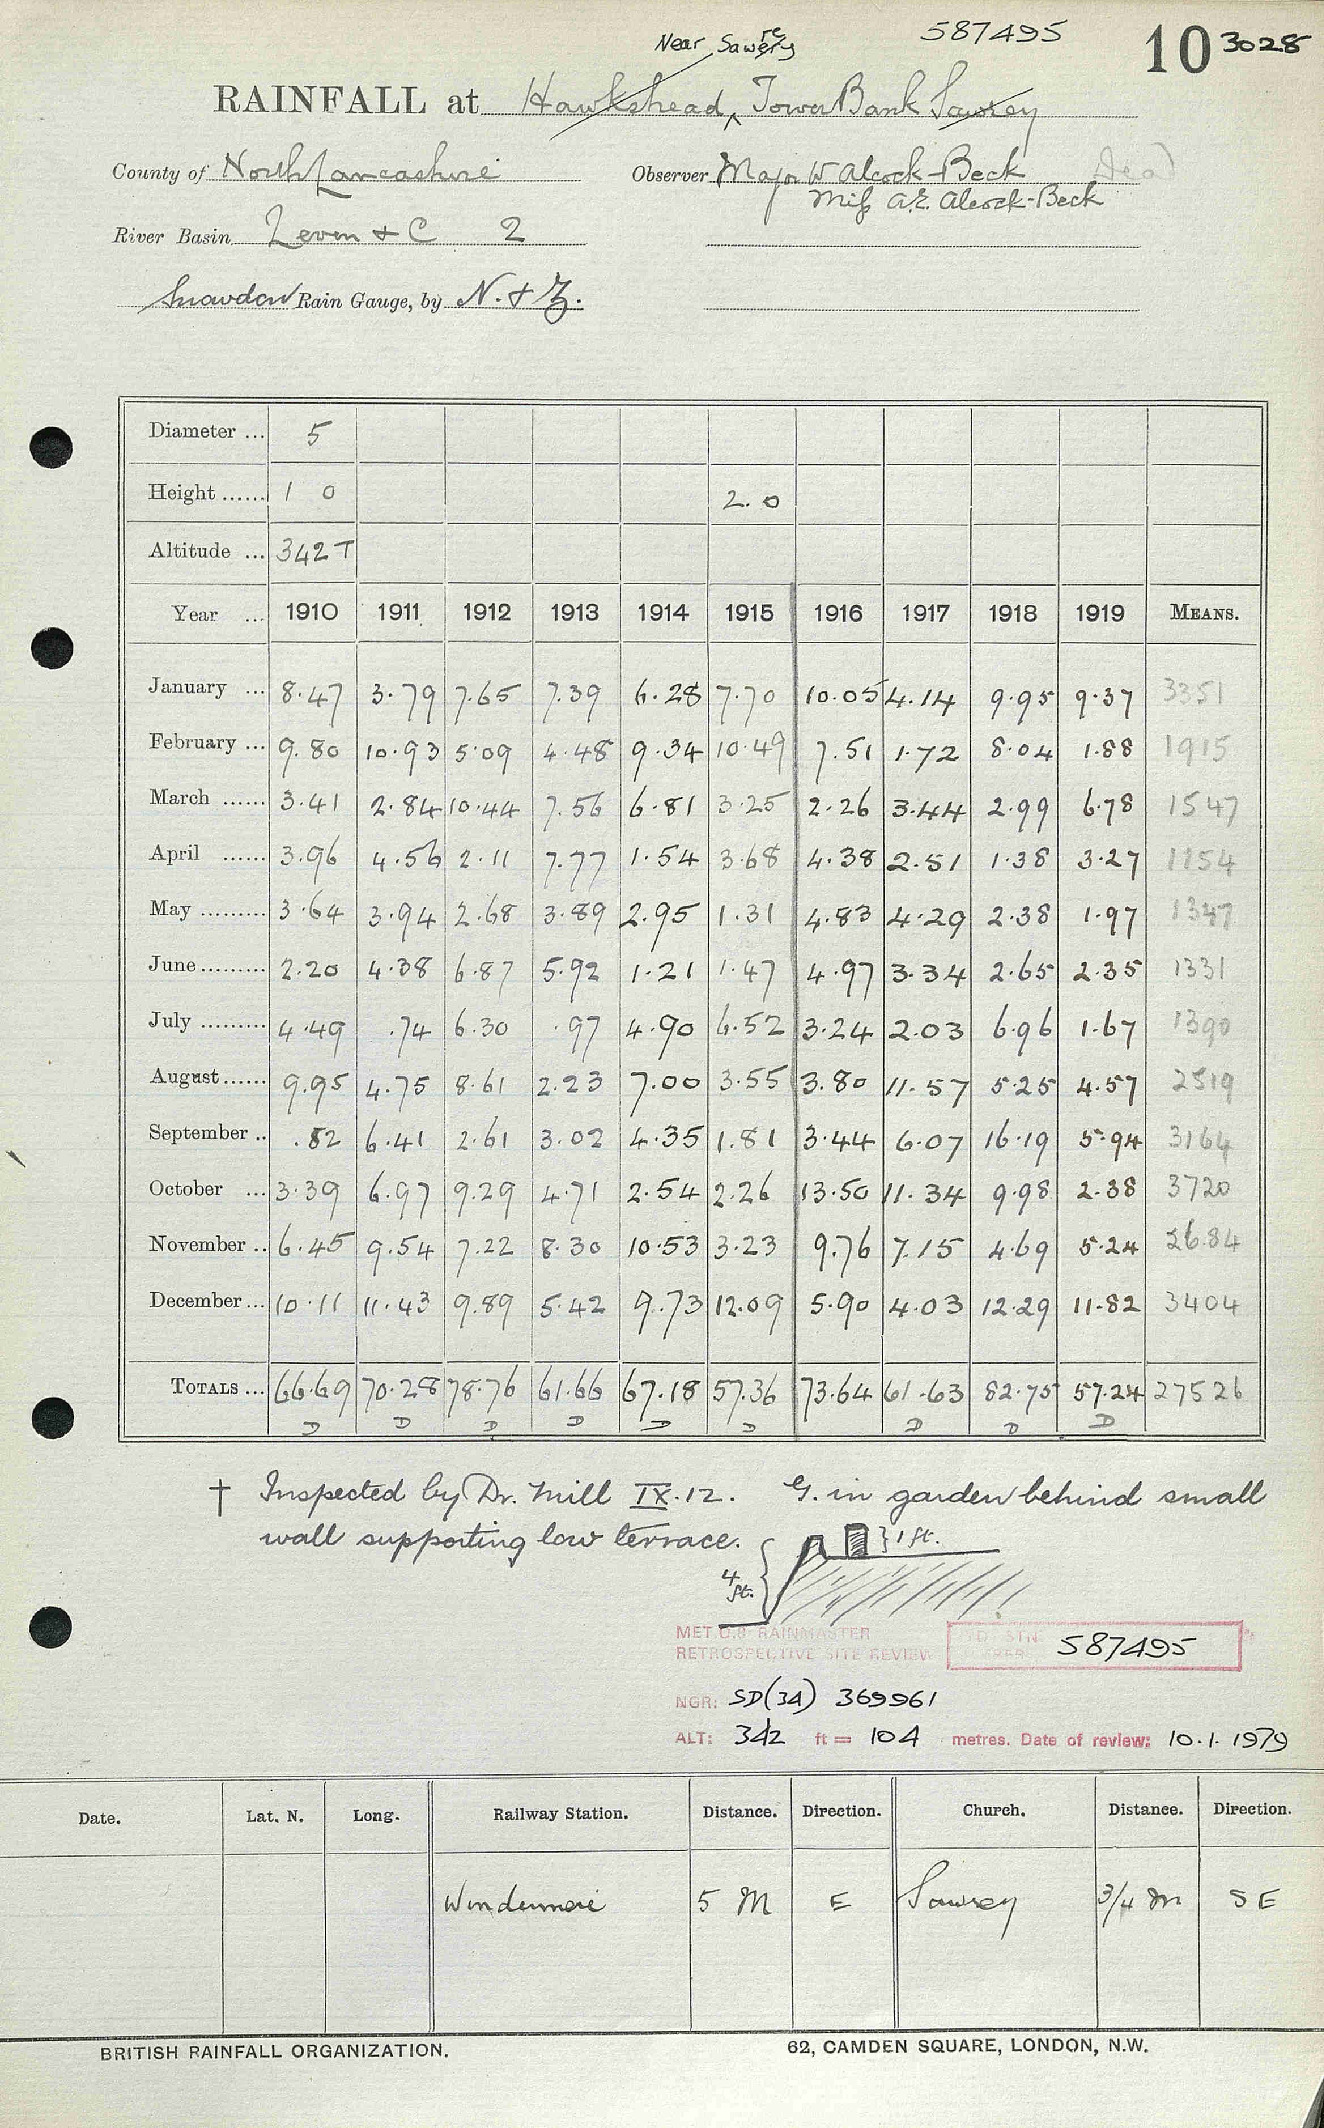 Near Sawrey 587495 10 3028
RAINFALL at Hawkshead, Tower Bank Sawrey
County of North Lancashire Observer Major W Alcock-Beck Dead
Miss A.E. Alcock-Beck
River Basin Leven & C 2
Snowdon Rain Gauge, by N. & Z.
Diameter ... 5
Height ...... 1 0 2.0
Altitude ... 342 T
Year ... 1910 1911 1912 1913 1914 1915 1916 1917 1918 1919 MEANS.
January ... 8.47 3.79 7.65 7.39 6.28 7.70 10.05 4.14 9.95 9.37 3351
February ... 9.80 10.93 5.09 4.48 9.34 10.49 7.51 1.72 8.04 1.88 1915
March ...... 3.41 2.84 10.44 7.56 6.81 3.25 2.26 3.44 2.99 6.78 1547
April ...... 3.96 4.56 2.11 7.77 1.54 3.68 4.38 2.51 1.38 3.27 1154
May ......... 3.64 3.94 2.68 3.89 2.95 1.31 4.83 4.29 2.38 1.97 1347
June ......... 2.20 4.38 6.87 5.92 1.21 1.47 4.97 3.34 2.65 2.35 1331
July ......... 4.49 .74 6.30 .97 4.90 6.52 3.24 2.03 6.96 1.67 1390
August ...... 9.95 4.75 8.61 2.23 7.00 3.55 3.80 11.57 5.25 4.57 2519
September .. .82 6.41 2.61 3.02 4.35 1.81 3.44 6.07 16.19 5.94 3164
October ... 3.39 6.97 9.29 4.71 2.54 2.26 13.50 11.34 9.98 2.38 3720
November .. 6.45 9.54 7.22 8.30 10.53 3.23 9.76 7.15 4.69 5.24 26.84
December ... 10.11 11.43 9.89 5.42 9.73 12.09 5.90 4.03 12.29 11.82 3404
TOTALS ... 66.69 70.28 78.76 61.66 67.18 57.36 73.64 61.63 82.75 57.24 27526
D D D D D D D D D
† Inspected by Dr. Mill IX.12. G. in garden behind small
wall supporting low terrace. 1 ft.
4 ft.
MET O.8 RAINMASTER
RETROSPECTIVE SITE REVIEW STN 587495
NGR: SD(34) 369961
ALT: 342 ft = 104 metres. Date of review: 10.1.1979
Date. Lat. N. Long. Railway Station. Distance. Direction. Church. Distance. Direction.
Windermere 5 M E Sawrey 3/4 m SE
BRITISH RAINFALL ORGANIZATION. 62, CAMDEN SQUARE, LONDON, N.W.